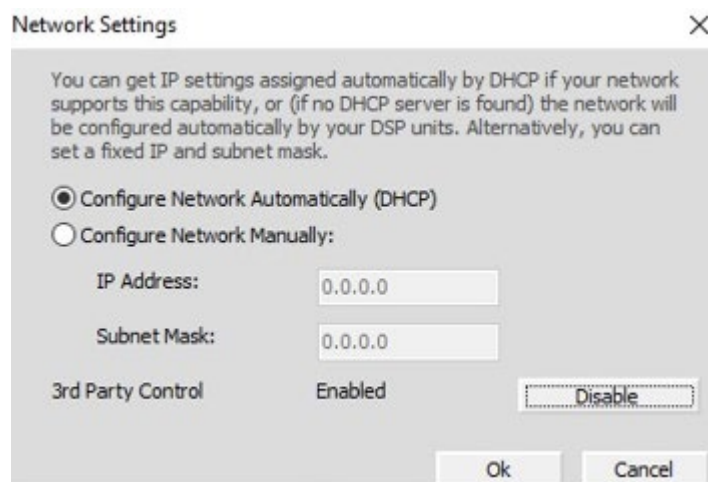 Network Settings
You can get IP settings assigned automatically by DHCP if your network
supports this capability, or (if no DHCP server is found) the network will
be configured automatically by your DSP units. Alternatively, you can
set a fixed IP and subnet mask.
Configure Network Automatically (DHCP)
Configure Network Manually:
IP Address: 0.0.0.0
Subnet Mask: 0.0.0.0
3rd Party Control Enabled Disable
Ok Cancel